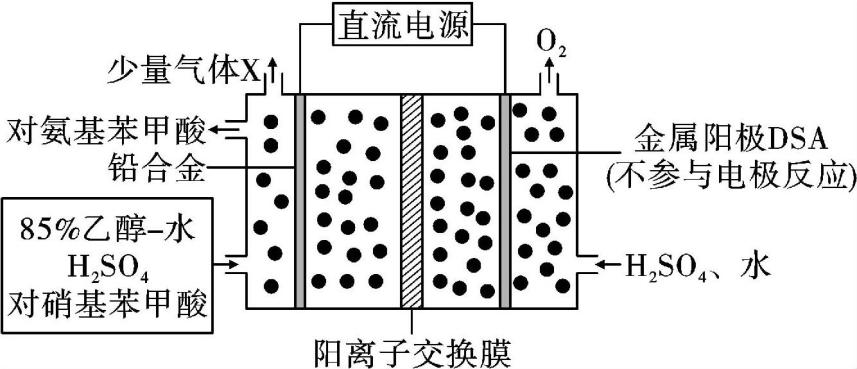 直流电源
O₂
少量气体X
对氨基苯甲酸
铅合金
金属阳极DSA
(不参与电极反应)
85%乙醇-水
H₂SO₄
对硝基苯甲酸
H₂SO₄、水
阳离子交换膜